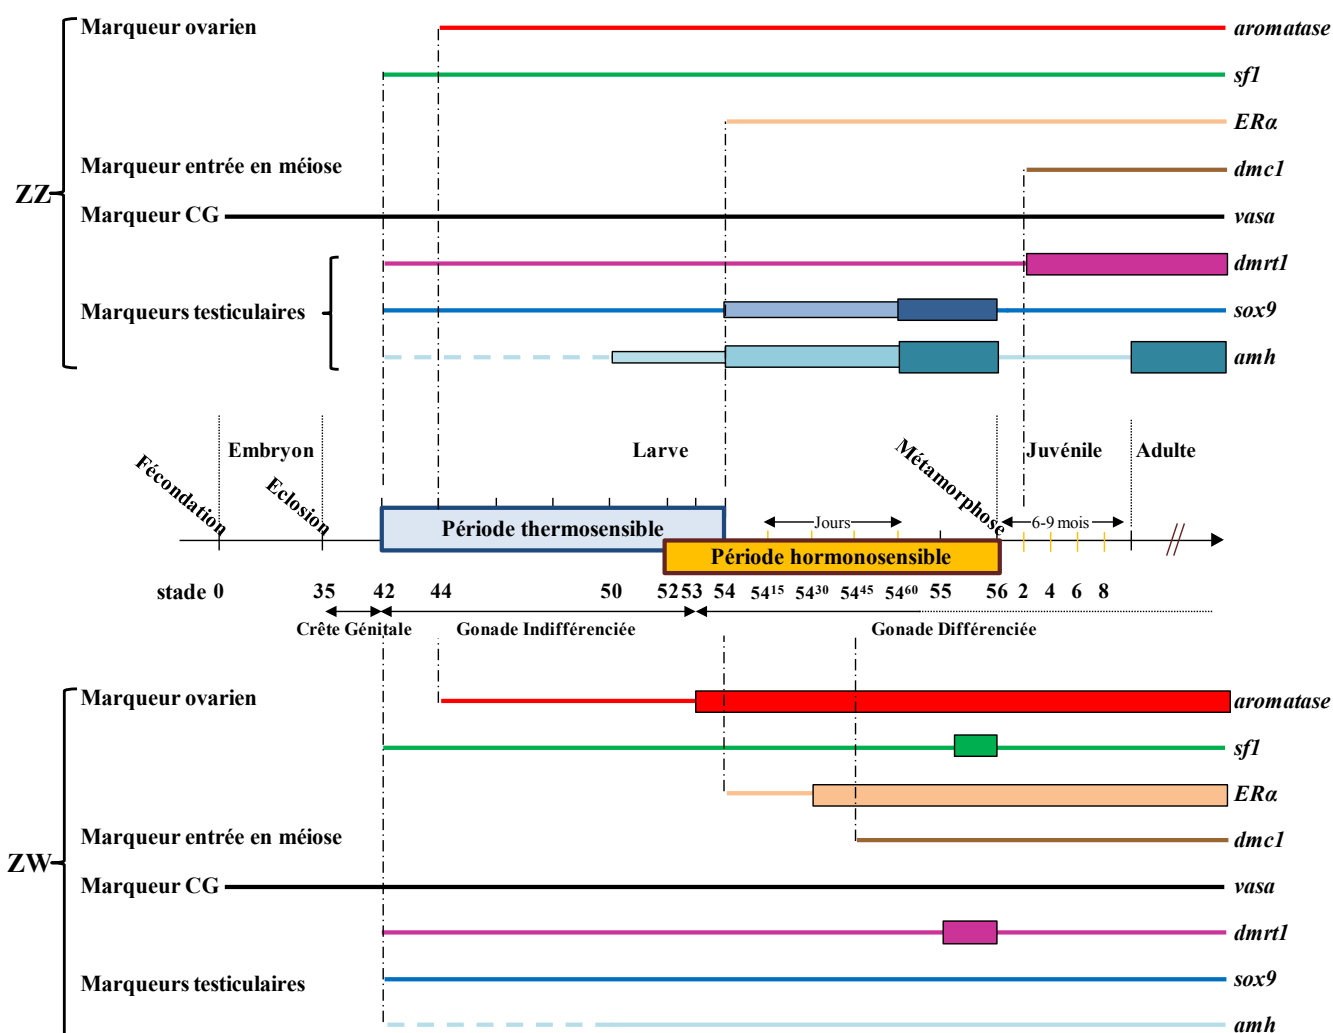 Marqueur ovarien aromatase
sf1
ERα
Marqueur entrée en méiose dmc1
ZZ
Marqueur CG vasa
dmrt1
Marqueurs testiculaires sox9
amh
Embryon Larve Juvénile Adulte
Fécondation Eclosion Métamorphose
Période thermosensible Jours 6-9 mois
Période hormonosensible
stade 0 35 42 44 50 52 53 54 54¹⁵ 54³⁰ 54⁴⁵ 54⁶⁰ 55 56 2 4 6 8
Crête Génitale Gonade Indifférenciée Gonade Différenciée
Marqueur ovarien aromatase
sf1
ERα
Marqueur entrée en méiose dmc1
ZW
Marqueur CG vasa
dmrt1
Marqueurs testiculaires sox9
amh